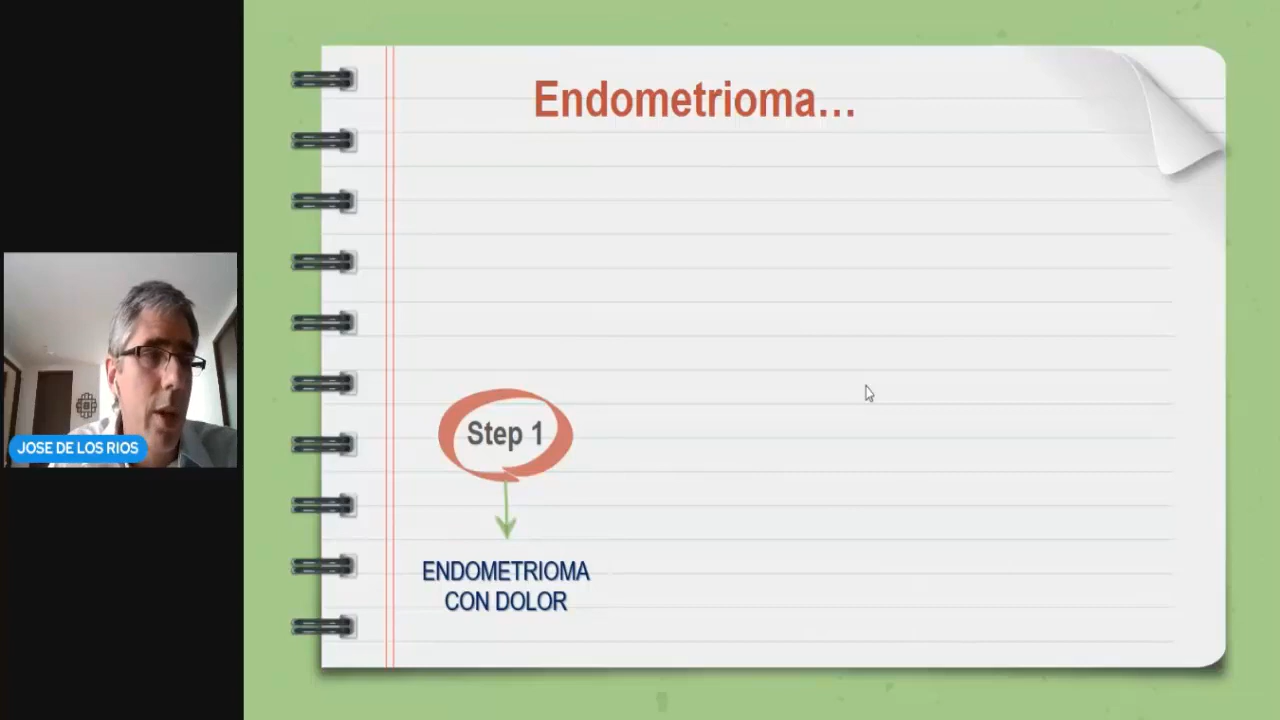 Endometrioma...
Step 1
ENDOMETRIOMA
CON DOLOR
JOSE DE LOS RIOS